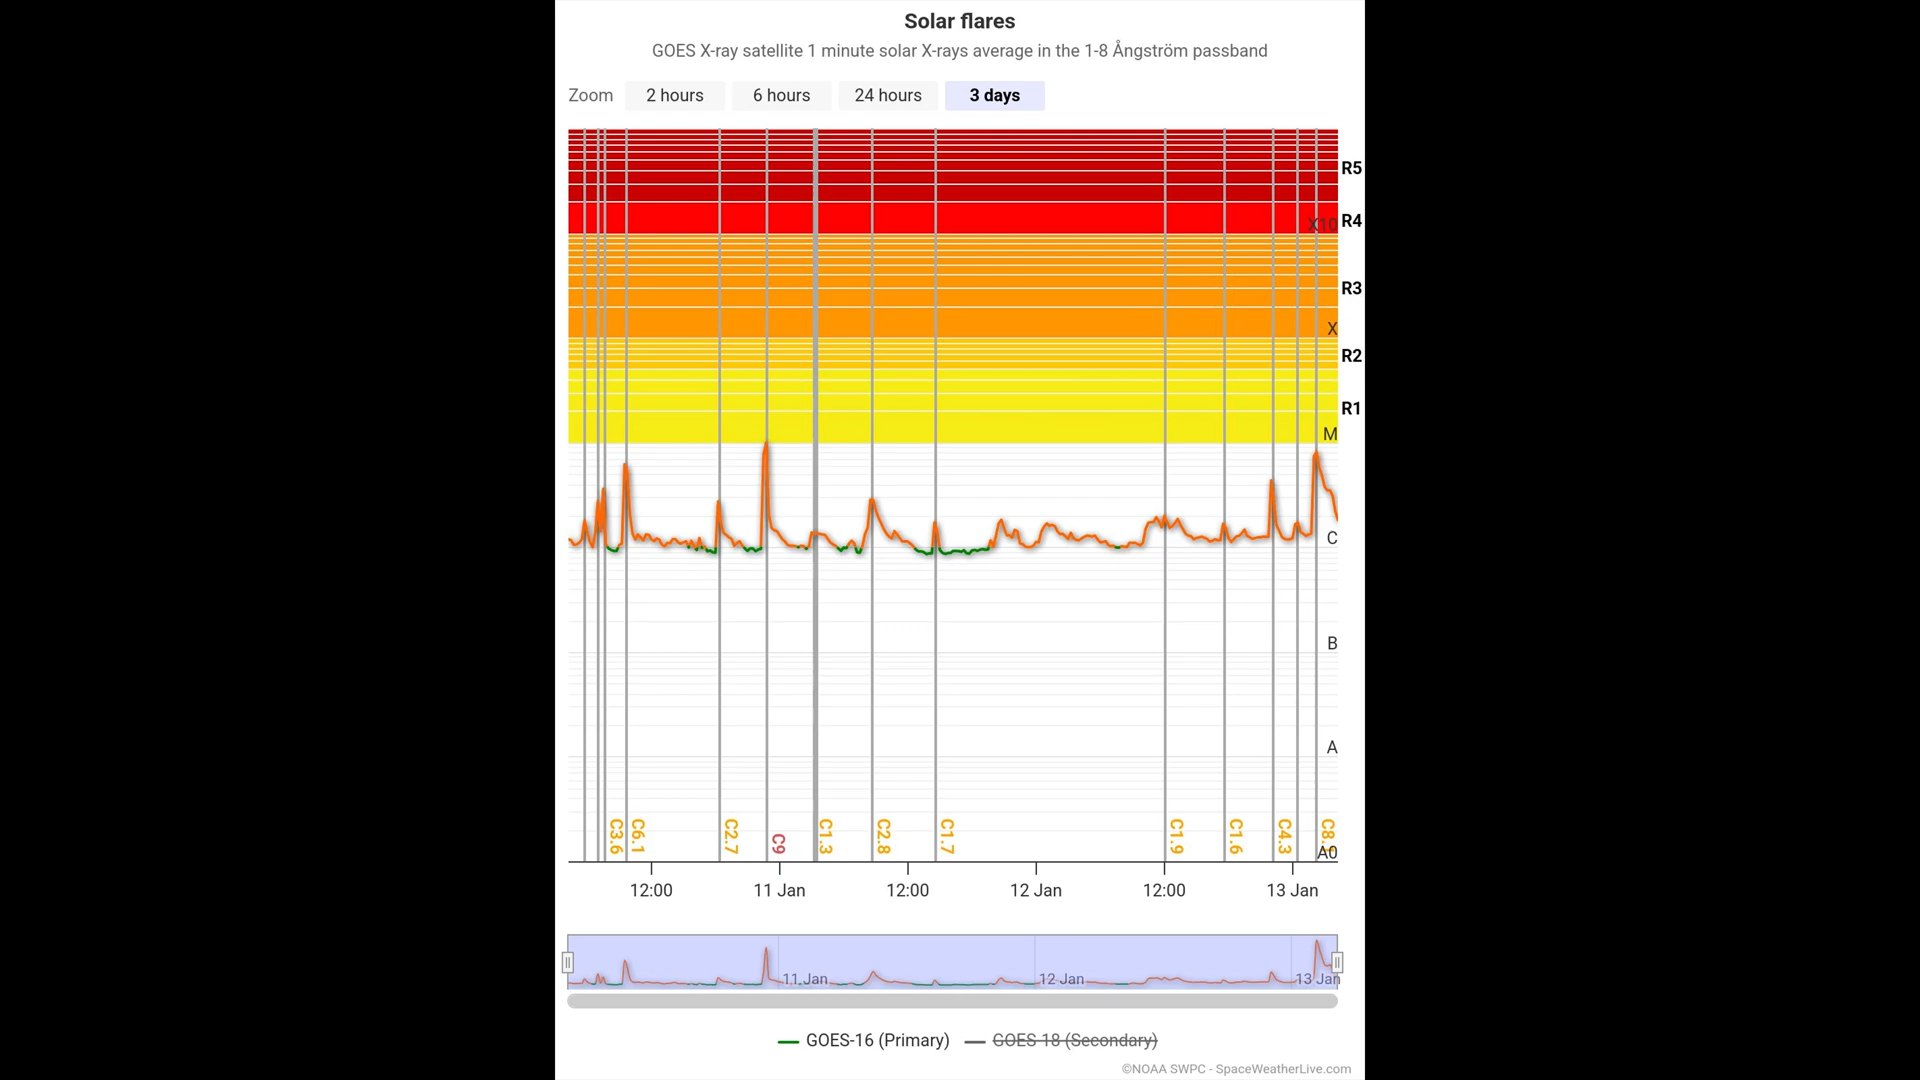 Solar flares
GOES X-ray satellite 1 minute solar X-rays average in the 1-8 Ångström passband
Zoom 2 hours 6 hours 24 hours 3 days
R5
X10 R4
R3
X
R2
R1
M
C
B
A
C3.6 C6.1 C2.7 C9 C1.3 C2.8 C1.7 C1.9 C1.6 C4.3
A0
12:00 11 Jan 12:00 12 Jan 12:00 13 Jan
11 Jan 12 Jan 13 Jan
GOES-16 (Primary) GOES-18 (Secondary)
©NOAA SWPC - SpaceWeatherLive.com